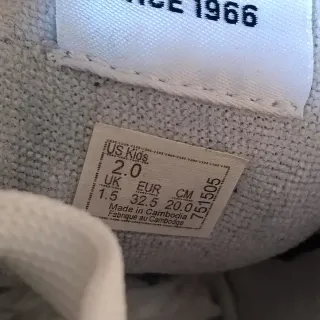 SINCE 1966
US Kids
2.0
UK EUR CM
1.5 32.5 20.0
Made in Cambodia
Fabriqué au Cambodge
751505